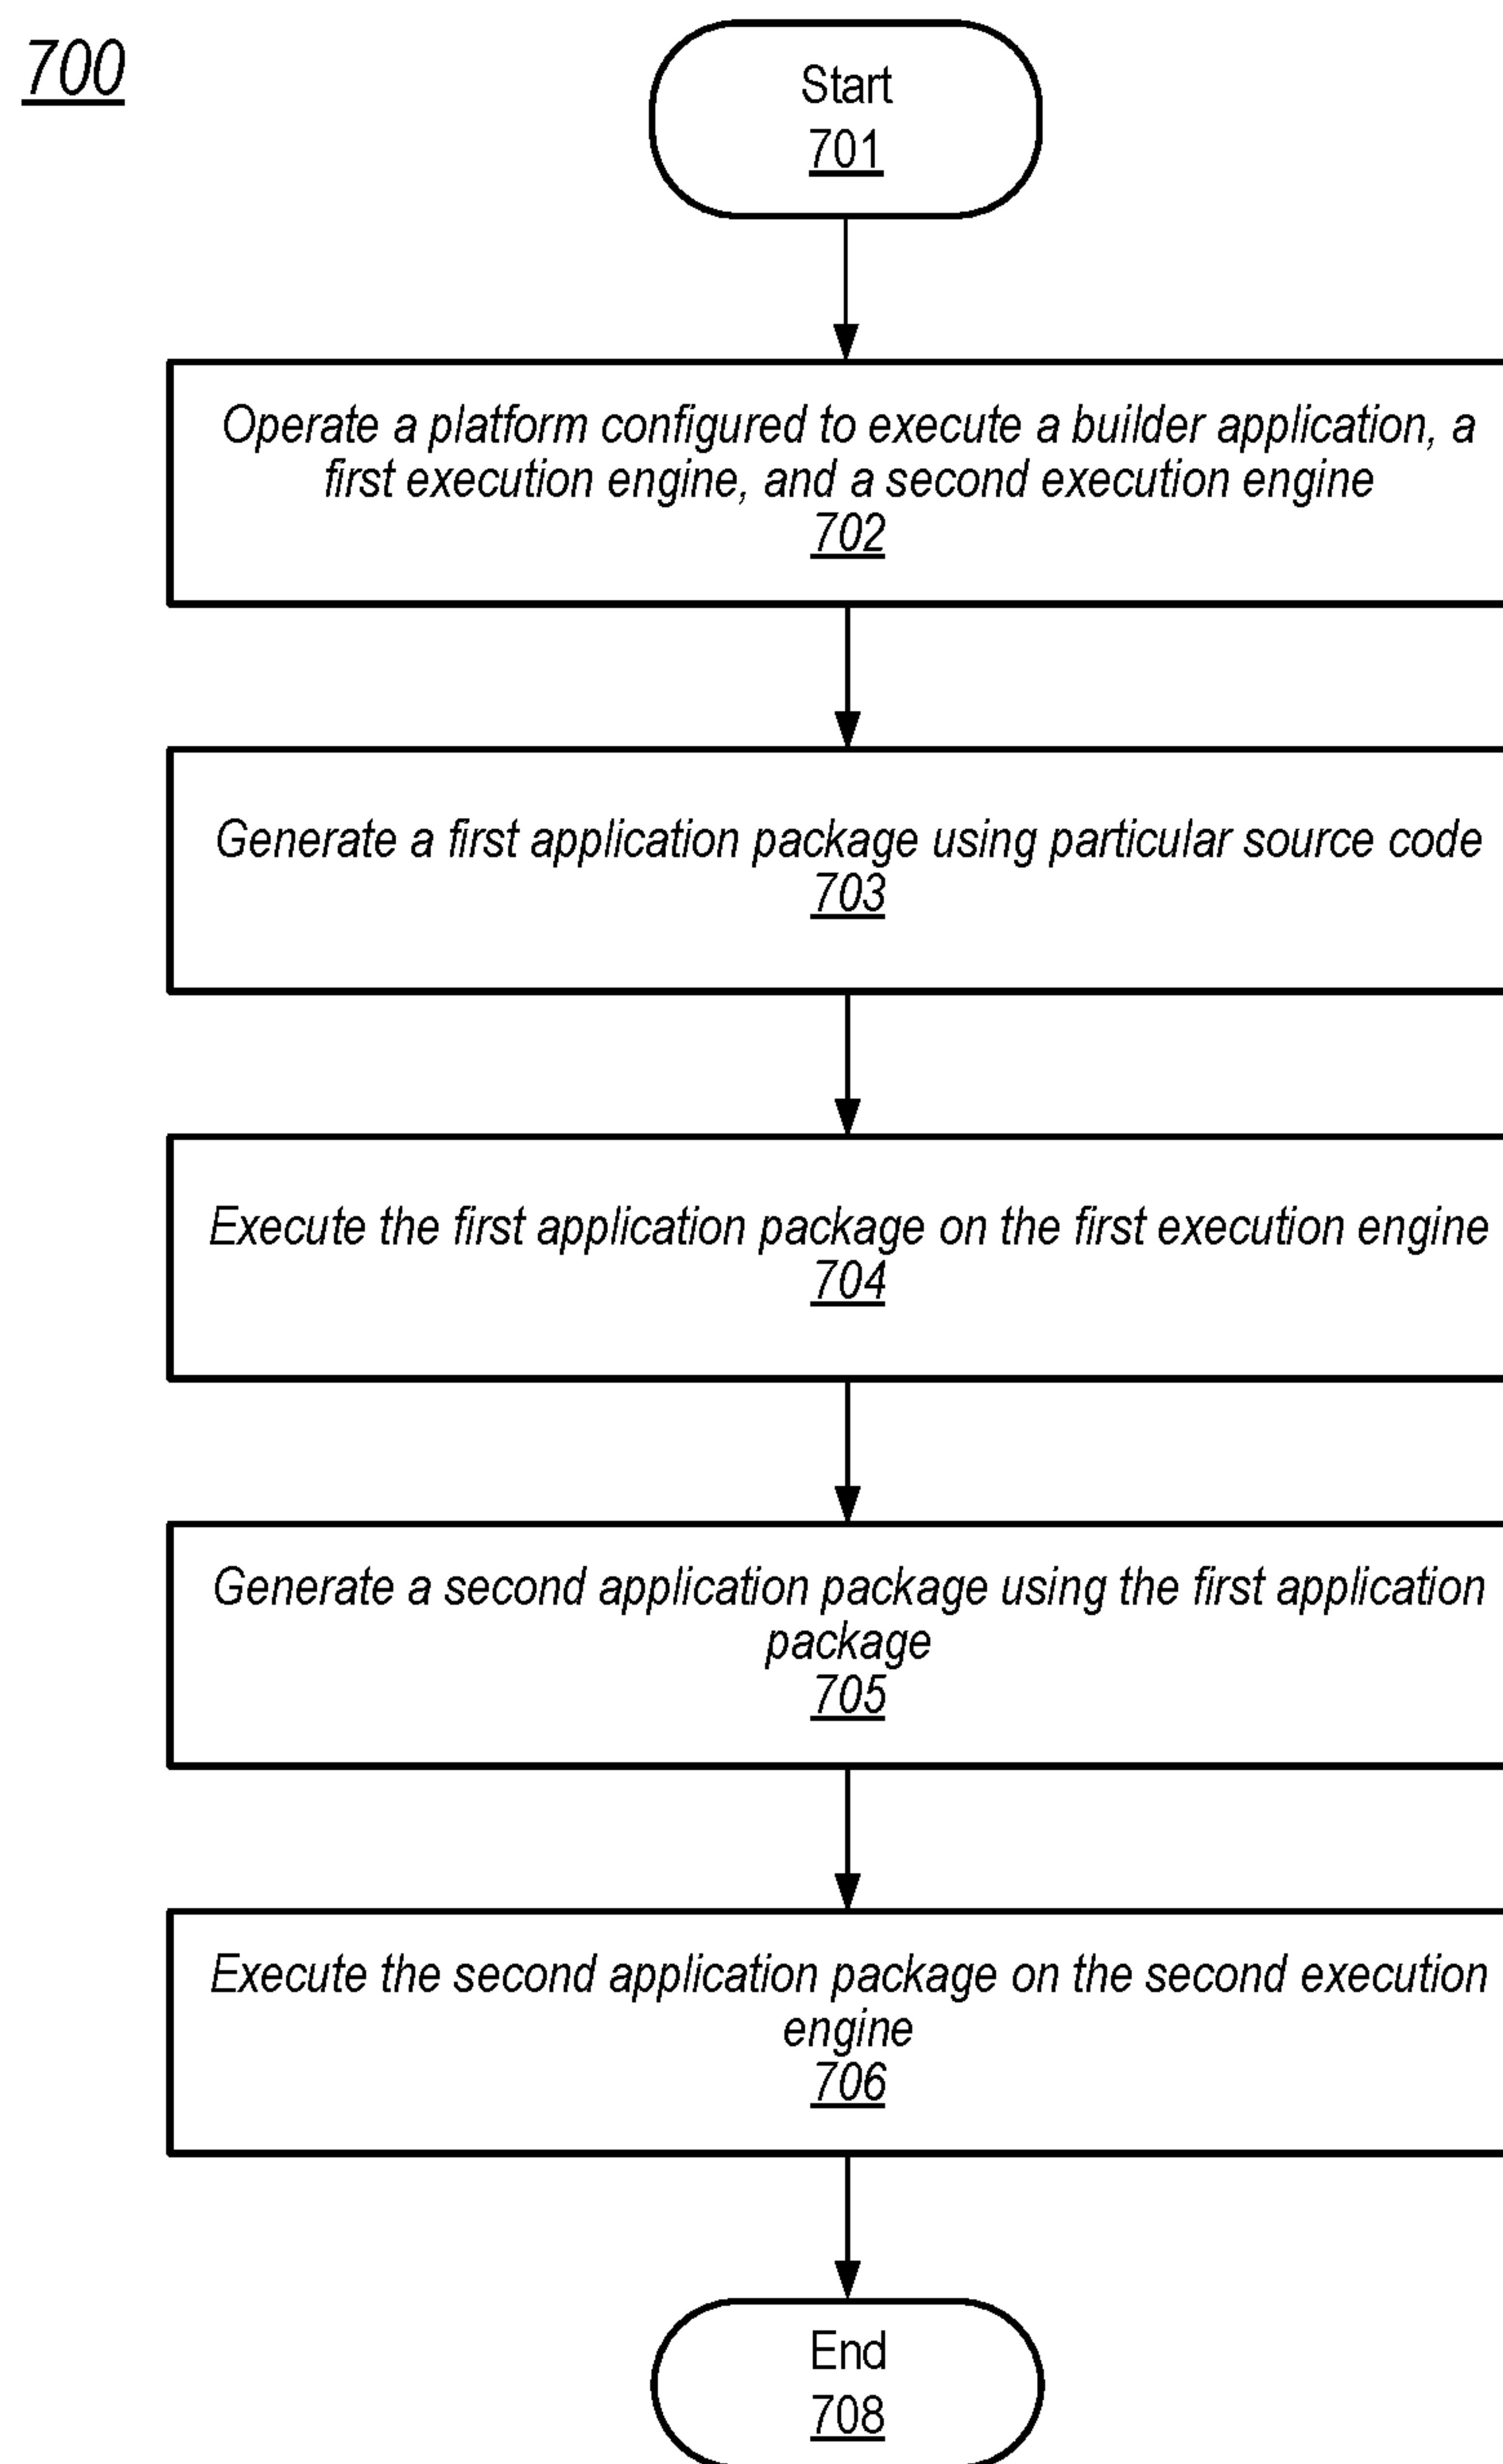 700
Start
701
Operate a platform configured to execute a builder application, a
first execution engine, and a second execution engine
702
Generate a first application package using particular source code
703
Execute the first application package on the first execution engine
704
Generate a second application package using the first application
package
705
Execute the second application package on the second execution
engine
706
End
708